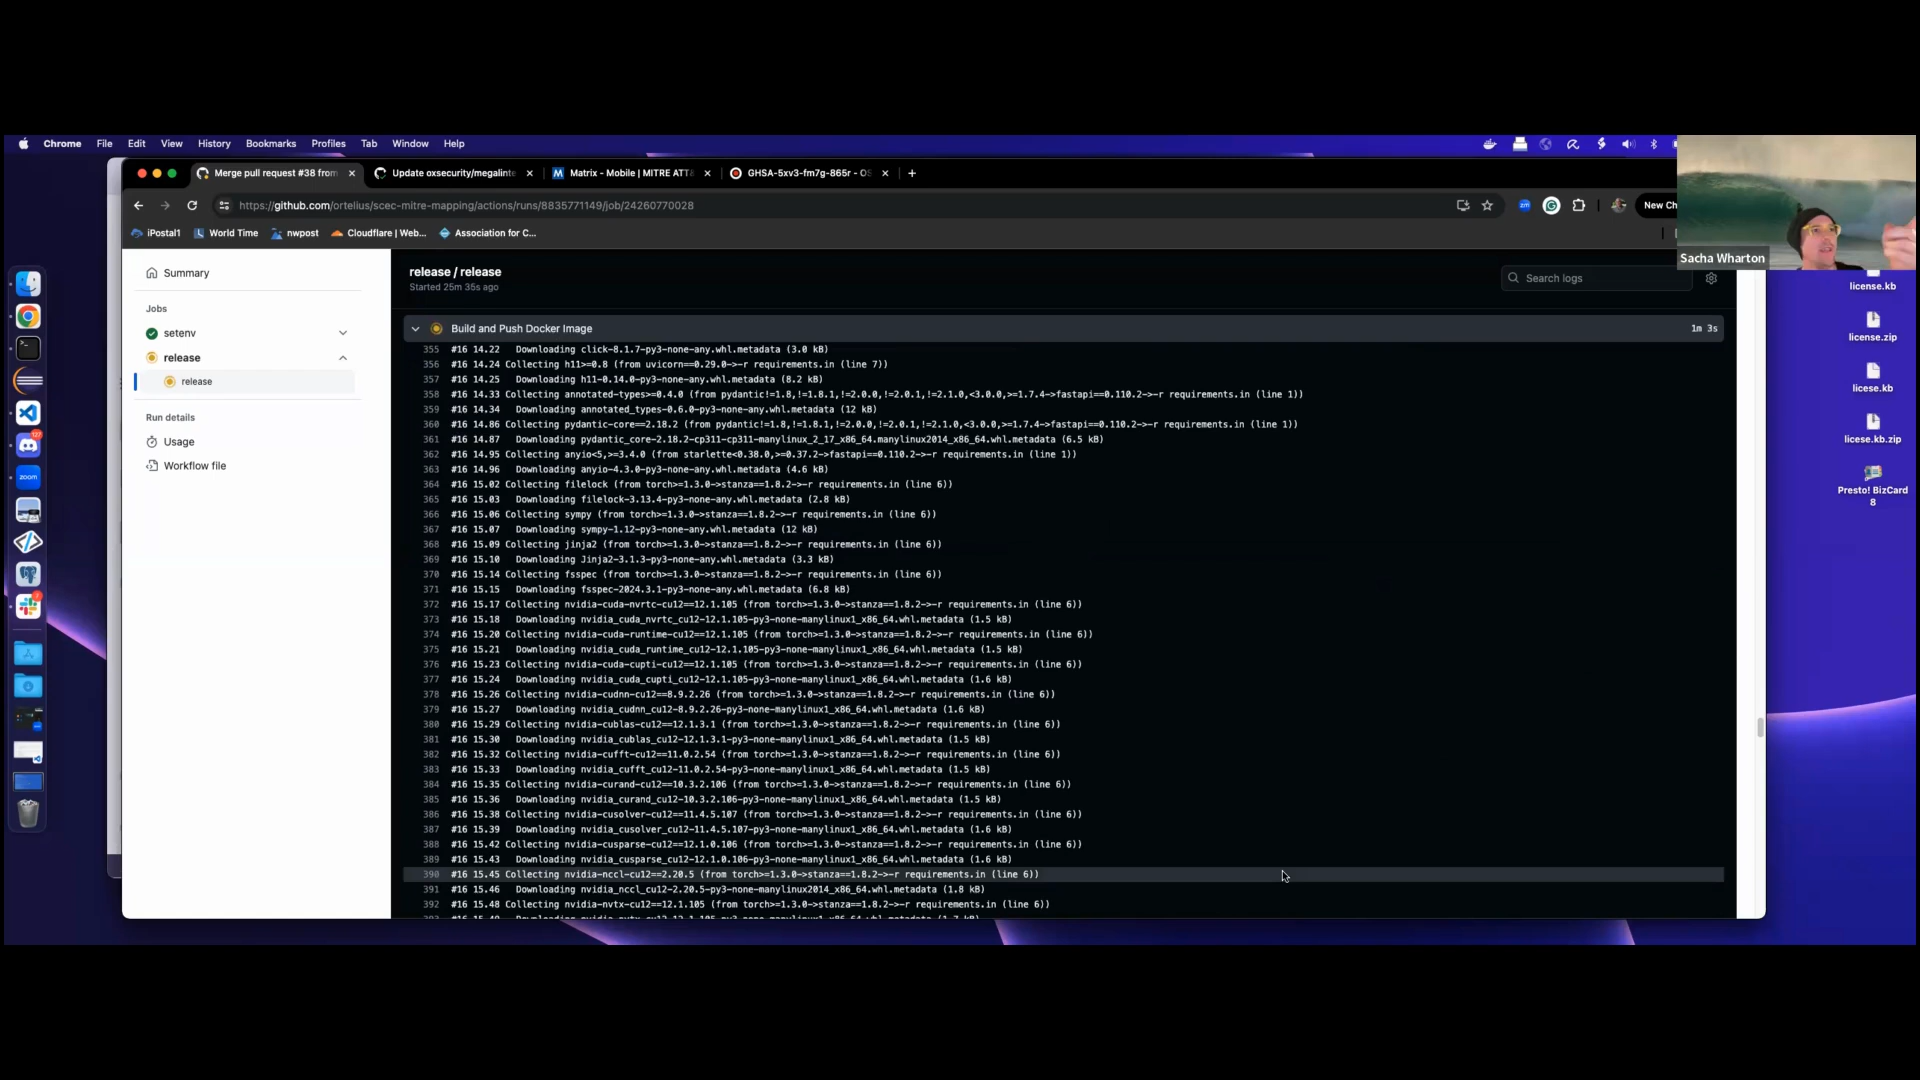 Chrome File Edit View History Bookmarks Profiles Tab Window Help
Merge pull request #38 from
Update oxsecurity/megalinte
Matrix - Mobile | MITRE ATT&
GHSA-5xv3-fm7g-865r - OS
https://github.com/ortelius/scec-mitre-mapping/actions/runs/8835771149/job/24260770028
zm
New Ch
iPostal1 World Time nwpost Cloudflare | Web... Association for C...
Sacha Wharton
Summary
Jobs
setenv
release
release
Run details
Usage
Workflow file
release / release
Started 25m 35s ago
Search logs
Build and Push Docker Image 1m 3s
355 #16 14.22 Downloading click-8.1.7-py3-none-any.whl.metadata (3.0 kB)
356 #16 14.24 Collecting h11>=0.8 (from uvicorn==0.29.0->-r requirements.in (line 7))
357 #16 14.25 Downloading h11-0.14.0-py3-none-any.whl.metadata (8.2 kB)
358 #16 14.33 Collecting annotated-types>=0.4.0 (from pydantic!=1.8,!=1.8.1,!=2.0.0,!=2.0.1,!=2.1.0,<3.0.0,>=1.7.4->fastapi==0.110.2->-r requirements.in (line 1))
359 #16 14.34 Downloading annotated_types-0.6.0-py3-none-any.whl.metadata (12 kB)
360 #16 14.86 Collecting pydantic-core==2.18.2 (from pydantic!=1.8,!=1.8.1,!=2.0.0,!=2.0.1,!=2.1.0,<3.0.0,>=1.7.4->fastapi==0.110.2->-r requirements.in (line 1))
361 #16 14.87 Downloading pydantic_core-2.18.2-cp311-cp311-manylinux_2_17_x86_64.manylinux2014_x86_64.whl.metadata (6.5 kB)
362 #16 14.95 Collecting anyio<5,>=3.4.0 (from starlette<0.38.0,>=0.37.2->fastapi==0.110.2->-r requirements.in (line 1))
363 #16 14.96 Downloading anyio-4.3.0-py3-none-any.whl.metadata (4.6 kB)
364 #16 15.02 Collecting filelock (from torch>=1.3.0->stanza==1.8.2->-r requirements.in (line 6))
365 #16 15.03 Downloading filelock-3.13.4-py3-none-any.whl.metadata (2.8 kB)
366 #16 15.06 Collecting sympy (from torch>=1.3.0->stanza==1.8.2->-r requirements.in (line 6))
367 #16 15.07 Downloading sympy-1.12-py3-none-any.whl.metadata (12 kB)
368 #16 15.09 Collecting jinja2 (from torch>=1.3.0->stanza==1.8.2->-r requirements.in (line 6))
369 #16 15.10 Downloading Jinja2-3.1.3-py3-none-any.whl.metadata (3.3 kB)
370 #16 15.14 Collecting fsspec (from torch>=1.3.0->stanza==1.8.2->-r requirements.in (line 6))
371 #16 15.15 Downloading fsspec-2024.3.1-py3-none-any.whl.metadata (6.8 kB)
372 #16 15.17 Collecting nvidia-cuda-nvrtc-cu12==12.1.105 (from torch>=1.3.0->stanza==1.8.2->-r requirements.in (line 6))
373 #16 15.18 Downloading nvidia_cuda_nvrtc_cu12-12.1.105-py3-none-manylinux1_x86_64.whl.metadata (1.5 kB)
374 #16 15.20 Collecting nvidia-cuda-runtime-cu12==12.1.105 (from torch>=1.3.0->stanza==1.8.2->-r requirements.in (line 6))
375 #16 15.21 Downloading nvidia_cuda_runtime_cu12-12.1.105-py3-none-manylinux1_x86_64.whl.metadata (1.5 kB)
376 #16 15.23 Collecting nvidia-cuda-cupti-cu12==12.1.105 (from torch>=1.3.0->stanza==1.8.2->-r requirements.in (line 6))
377 #16 15.24 Downloading nvidia_cuda_cupti_cu12-12.1.105-py3-none-manylinux1_x86_64.whl.metadata (1.6 kB)
378 #16 15.26 Collecting nvidia-cudnn-cu12==8.9.2.26 (from torch>=1.3.0->stanza==1.8.2->-r requirements.in (line 6))
379 #16 15.27 Downloading nvidia_cudnn_cu12-8.9.2.26-py3-none-manylinux1_x86_64.whl.metadata (1.6 kB)
380 #16 15.29 Collecting nvidia-cublas-cu12==12.1.3.1 (from torch>=1.3.0->stanza==1.8.2->-r requirements.in (line 6))
381 #16 15.30 Downloading nvidia_cublas_cu12-12.1.3.1-py3-none-manylinux1_x86_64.whl.metadata (1.5 kB)
382 #16 15.32 Collecting nvidia-cufft-cu12==11.0.2.54 (from torch>=1.3.0->stanza==1.8.2->-r requirements.in (line 6))
383 #16 15.33 Downloading nvidia_cufft_cu12-11.0.2.54-py3-none-manylinux1_x86_64.whl.metadata (1.5 kB)
384 #16 15.35 Collecting nvidia-curand-cu12==10.3.2.106 (from torch>=1.3.0->stanza==1.8.2->-r requirements.in (line 6))
385 #16 15.36 Downloading nvidia_curand_cu12-10.3.2.106-py3-none-manylinux1_x86_64.whl.metadata (1.5 kB)
386 #16 15.38 Collecting nvidia-cusolver-cu12==11.4.5.107 (from torch>=1.3.0->stanza==1.8.2->-r requirements.in (line 6))
387 #16 15.39 Downloading nvidia_cusolver_cu12-11.4.5.107-py3-none-manylinux1_x86_64.whl.metadata (1.6 kB)
388 #16 15.42 Collecting nvidia-cusparse-cu12==12.1.0.106 (from torch>=1.3.0->stanza==1.8.2->-r requirements.in (line 6))
389 #16 15.43 Downloading nvidia_cusparse_cu12-12.1.0.106-py3-none-manylinux1_x86_64.whl.metadata (1.6 kB)
390 #16 15.45 Collecting nvidia-nccl-cu12==2.20.5 (from torch>=1.3.0->stanza==1.8.2->-r requirements.in (line 6))
391 #16 15.46 Downloading nvidia_nccl_cu12-2.20.5-py3-none-manylinux2014_x86_64.whl.metadata (1.8 kB)
392 #16 15.48 Collecting nvidia-nvtx-cu12==12.1.105 (from torch>=1.3.0->stanza==1.8.2->-r requirements.in (line 6))
license.kb
license.zip
licese.kb
licese.kb.zip
Presto! BizCard
8
zoom